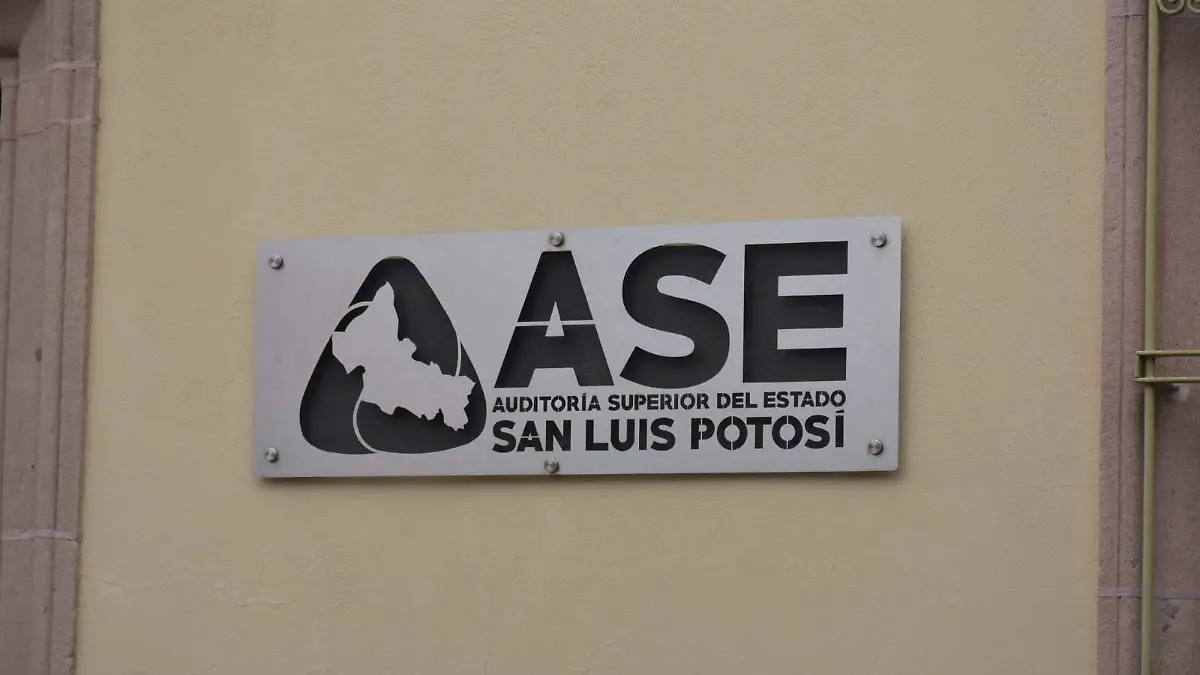 ASE
AUDITORÍA SUPERIOR DEL ESTADO
SAN LUIS POTOSÍ